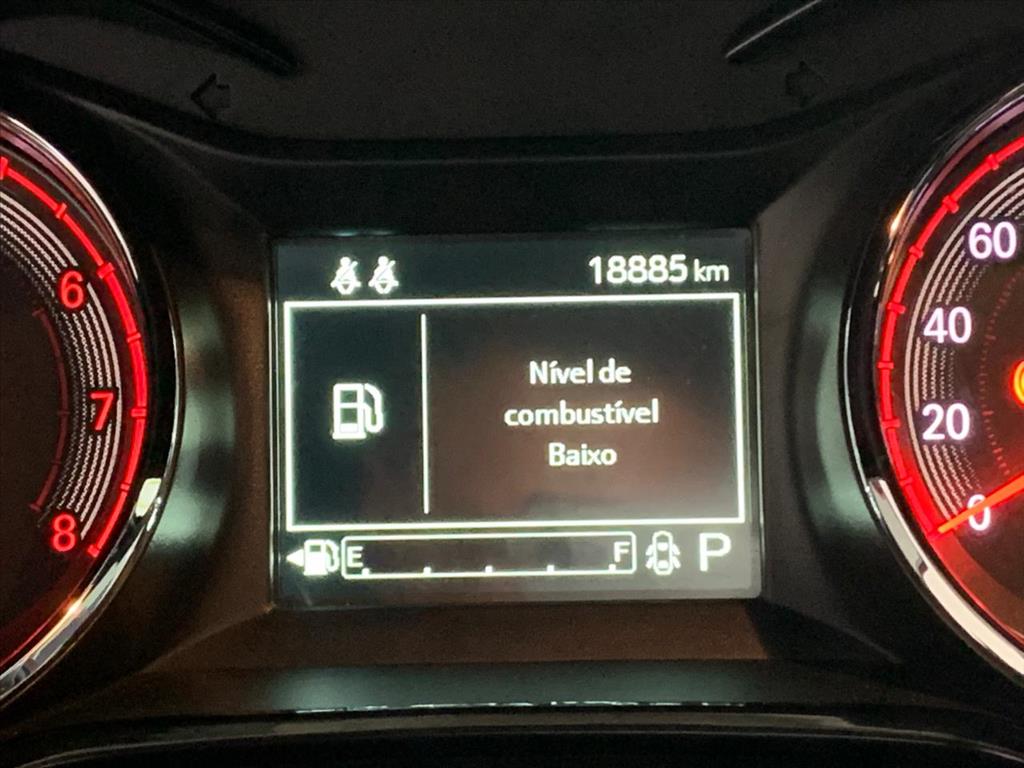 18885 km
Nível de
combustível
Baixo
E F P
6
7
8
60
40
20
0